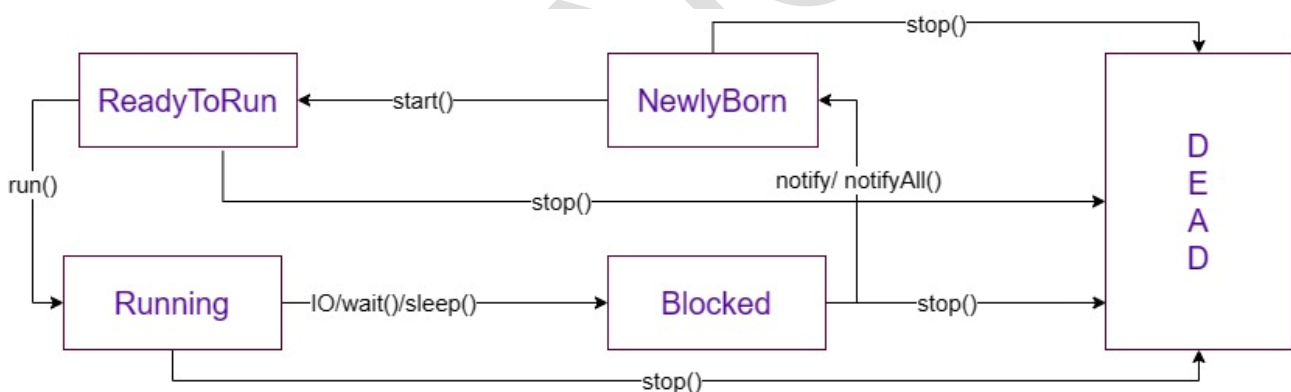 stop()
ReadyToRun
start()
NewlyBorn
D
E
A
D
run()
notify/ notifyAll()
stop()
Running
IO/wait()/sleep()
Blocked
stop()
stop()